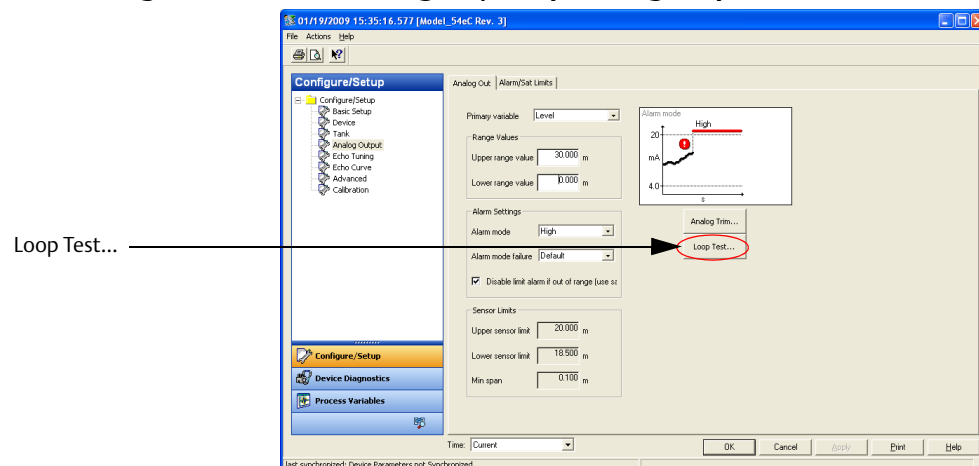 01/19/2009 15:35:16.577 [Model_54eC Rev. 3]
File Actions Help
Configure/Setup
Configure/Setup
Basic Setup
Device
Tank
Analog Output
Echo Tuning
Echo Curve
Advanced
Calibration
Configure/Setup
Device Diagnostics
Process Variables
Analog Out Alarm/Sat Limits
Primary variable Level
Range Values
Upper range value 30.000 m
Lower range value 0.000 m
Alarm Settings
Alarm mode High
Alarm mode failure Default
Disable limit alarm if out of range (use sa
Sensor Limits
Upper sensor limit 20.000 m
Lower sensor limit 18.500 m
Min span 0.100 m
Alarm mode
High
20
mA
4.0
s
Analog Trim...
Loop Test...
Loop Test...
Time: Current
OK Cancel Apply Print Help
last synchronized: Device Parameters not Synchronized